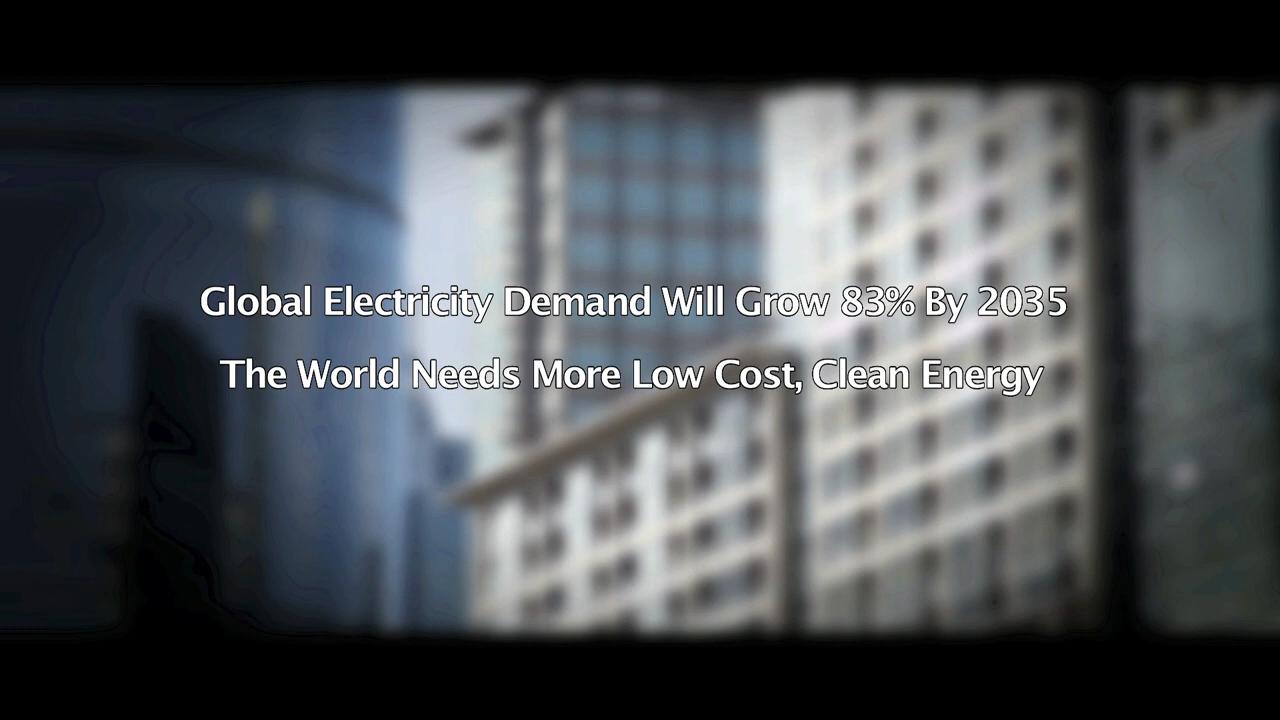 Global Electricity Demand Will Grow 83% By 2035
The World Needs More Low Cost, Clean Energy